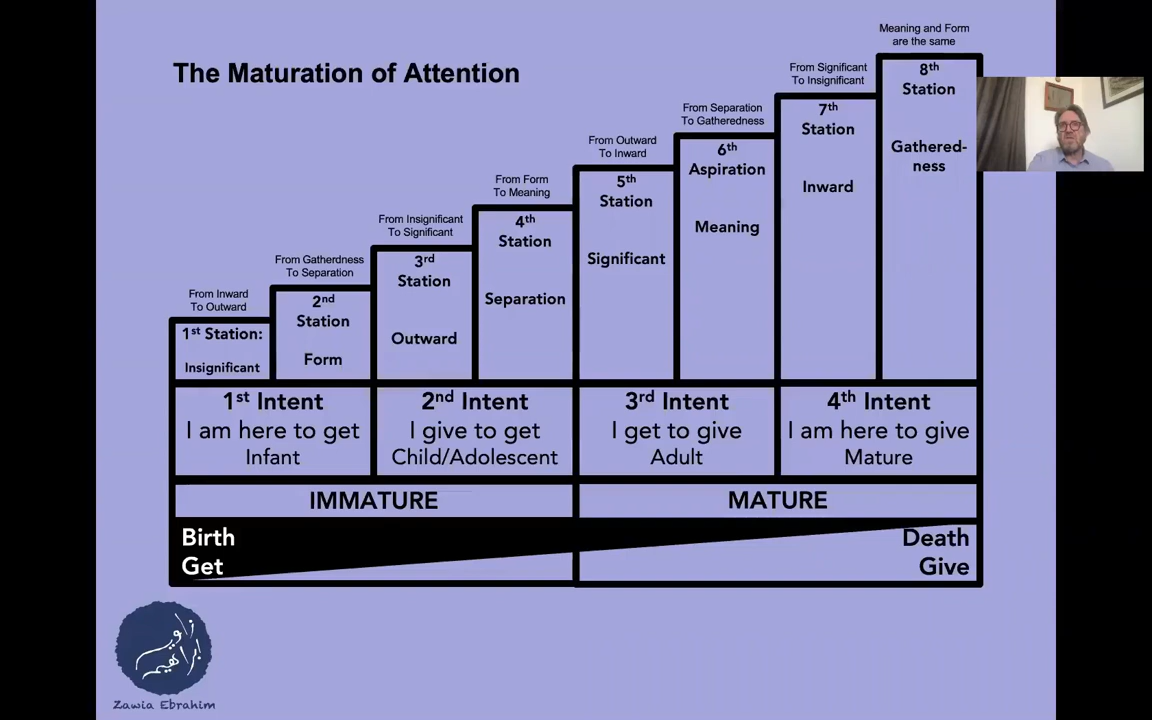 The Maturation of Attention
From Inward
To Outward
1st Station:
Insignificant
From Gatherdness
To Separation
2nd
Station
Form
From Insignificant
To Significant
3rd
Station
Outward
From Form
To Meaning
4th
Station
Separation
From Outward
To Inward
5th
Station
Significant
From Separation
To Gatheredness
6th
Aspiration
Meaning
From Significant
To Insignificant
7th
Station
Inward
Meaning and Form
are the same
8th
Station
Gathered-
ness
1st Intent
I am here to get
Infant
2nd Intent
I give to get
Child/Adolescent
3rd Intent
I get to give
Adult
4th Intent
I am here to give
Mature
IMMATURE
MATURE
Birth
Get
Death
Give
زاوية
ابراهيم
Zawia Ebrahim